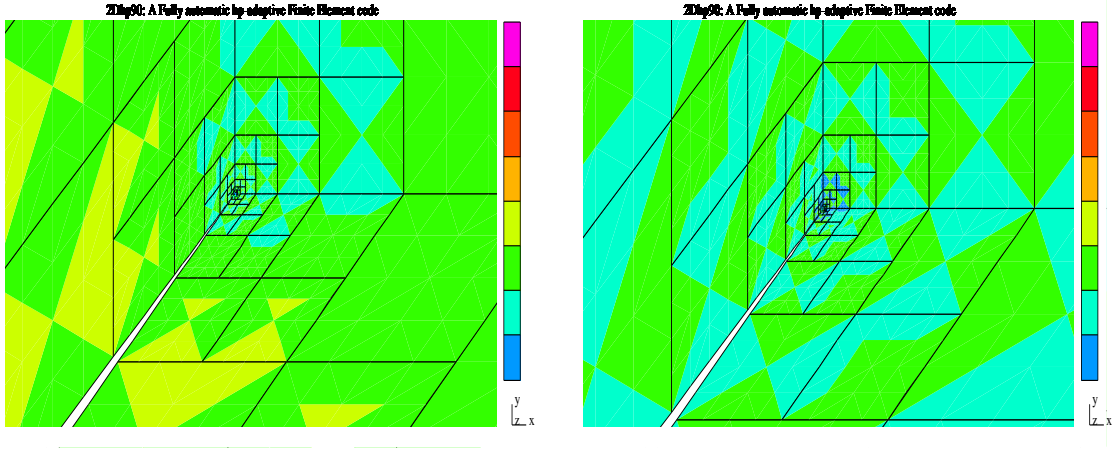 2Dhp90: A Fully automatic hp-adaptive Finite Element code
2Dhp90: A Fully automatic hp-adaptive Finite Element code
y
z x
y
z x